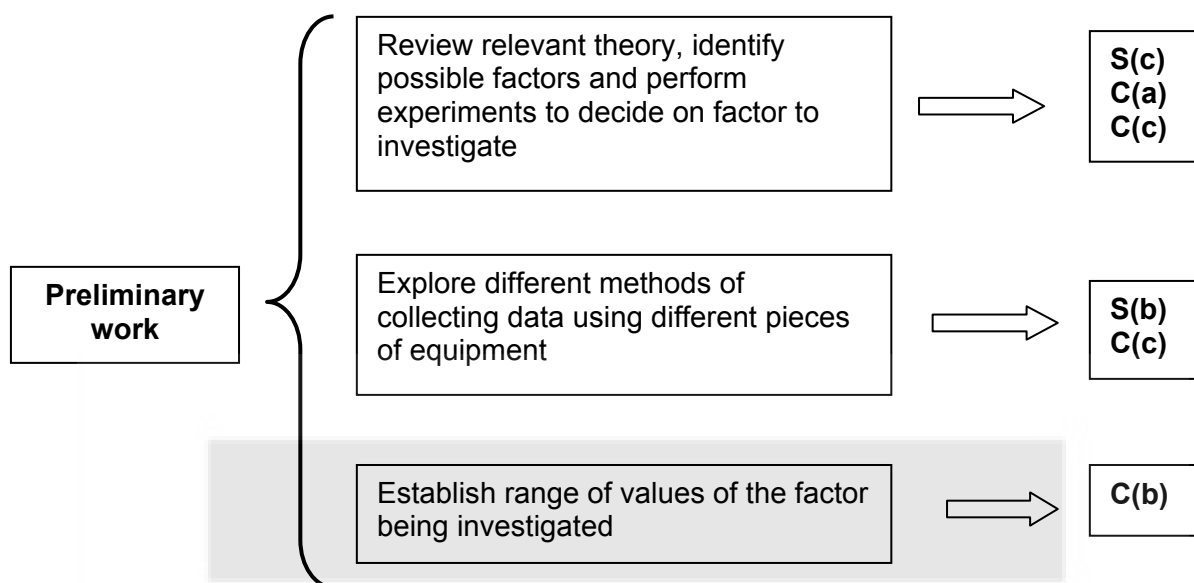 Review relevant theory, identify
possible factors and perform
experiments to decide on factor to
investigate
S(c)
C(a)
C(c)
Preliminary
work
Explore different methods of
collecting data using different pieces
of equipment
S(b)
C(c)
Establish range of values of the factor
being investigated
C(b)